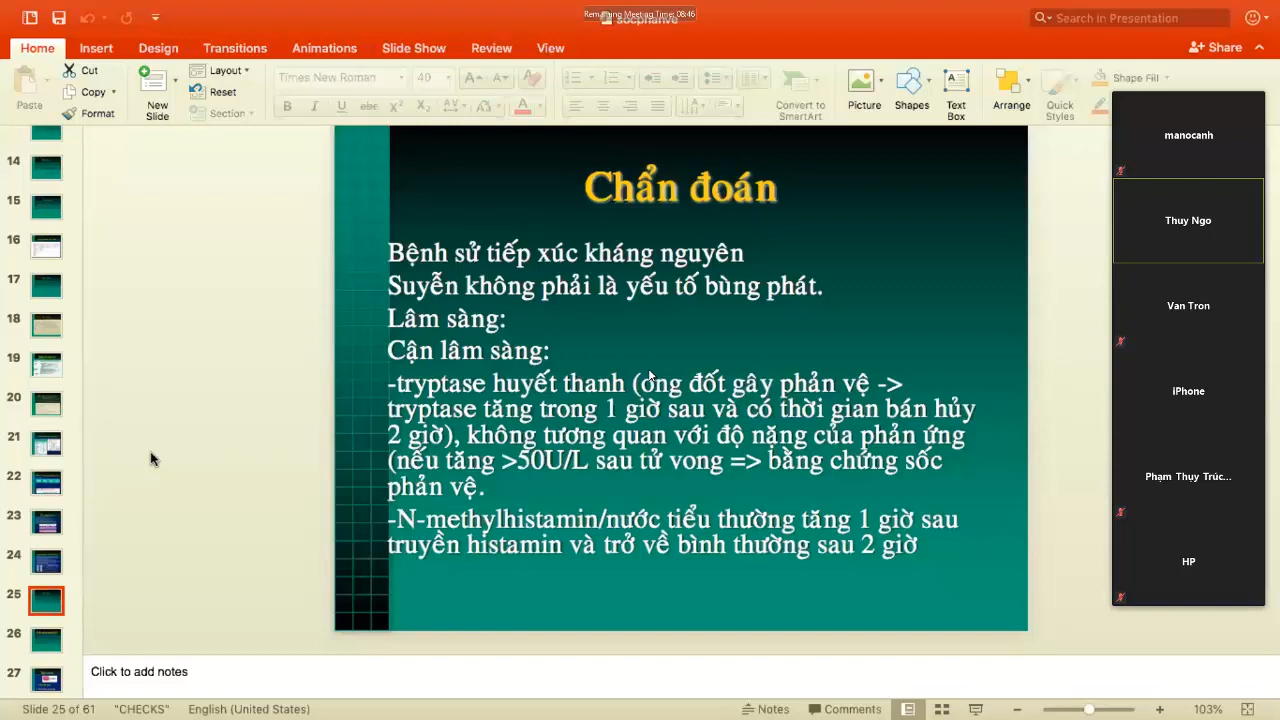 Remaining Meeting Time: 08:46
Search in Presentation
Home
Insert
Design
Transitions
Animations
Slide Show
Review
View
Share
Paste
Cut
Copy
Format
New
Slide
Layout
Reset
Section
Times New Roman
40
B
I
U
abc
X²
X₂
AV
Aa
A
Convert to
SmartArt
Picture
Shapes
Text
Box
Arrange
Quick
Styles
Shape Fill
14
15
16
17
18
19
20
21
22
23
24
25
26
27
Chẩn đoán
Bệnh sử tiếp xúc kháng nguyên
Suyễn không phải là yếu tố bùng phát.
Lâm sàng:
Cận lâm sàng:
-tryptase huyết thanh (ong đốt gây phản vệ ->
tryptase tăng trong 1 giờ sau và có thời gian bán hủy
2 giờ), không tương quan với độ nặng của phản ứng
(nếu tăng >50U/L sau tử vong => bằng chứng sốc
phản vệ.
-N-methylhistamin/nước tiểu thường tăng 1 giờ sau
truyền histamin và trở về bình thường sau 2 giờ
manocanh
Thuy Ngo
Van Tron
iPhone
Phạm Thụy Trúc...
HP
Click to add notes
Slide 25 of 61
"CHECKS"
English (United States)
Notes
Comments
103%